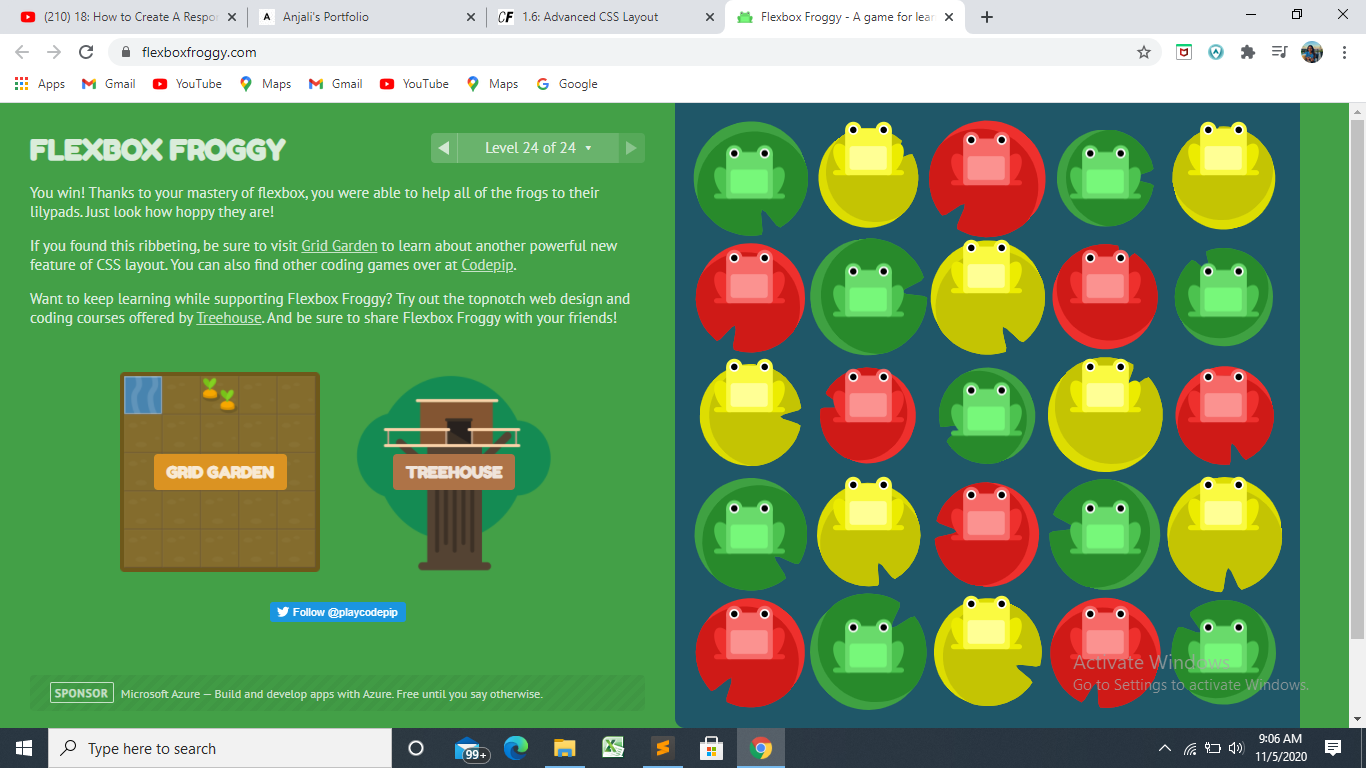 (210) 18: How to Create A Respor
Anjali's Portfolio
1.6: Advanced CSS Layout
Flexbox Froggy - A game for lear
flexboxfroggy.com
Apps Gmail YouTube Maps Gmail YouTube Maps Google
FLEXBOX FROGGY
Level 24 of 24
You win! Thanks to your mastery of flexbox, you were able to help all of the frogs to their
lilypads. Just look how hoppy they are!
If you found this ribbeting, be sure to visit Grid Garden to learn about another powerful new
feature of CSS layout. You can also find other coding games over at Codepip.
Want to keep learning while supporting Flexbox Froggy? Try out the topnotch web design and
coding courses offered by Treehouse. And be sure to share Flexbox Froggy with your friends!
GRID GARDEN
TREEHOUSE
Follow @playcodepip
SPONSOR Microsoft Azure — Build and develop apps with Azure. Free until you say otherwise.
Activate Windows
Go to Settings to activate Windows.
Type here to search
99+
9:06 AM
11/5/2020